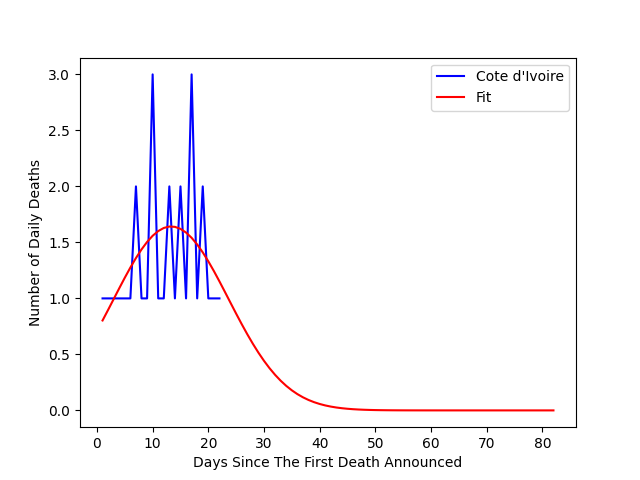 Cote d'Ivoire
Fit
3.0
2.5
2.0
1.5
1.0
0.5
0.0
Number of Daily Deaths
0 10 20 30 40 50 60 70 80
Days Since The First Death Announced